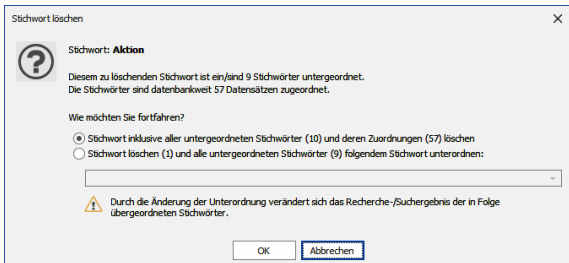 Stichwort löschen
Stichwort: Aktion
Diesem zu löschenden Stichwort ist ein/sind 9 Stichwörter untergeordnet.
Die Stichwörter sind datenbankweit 57 Datensätzen zugeordnet.
Wie möchten Sie fortfahren?
Stichwort inklusive aller untergeordneten Stichwörter (10) und deren Zuordnungen (57) löschen
Stichwort löschen (1) und alle untergeordneten Stichwörter (9) folgendem Stichwort unterordnen:
Durch die Änderung der Unterordnung verändert sich das Recherche-/Suchergebnis der in Folge
übergeordneten Stichwörter.
OK Abbrechen